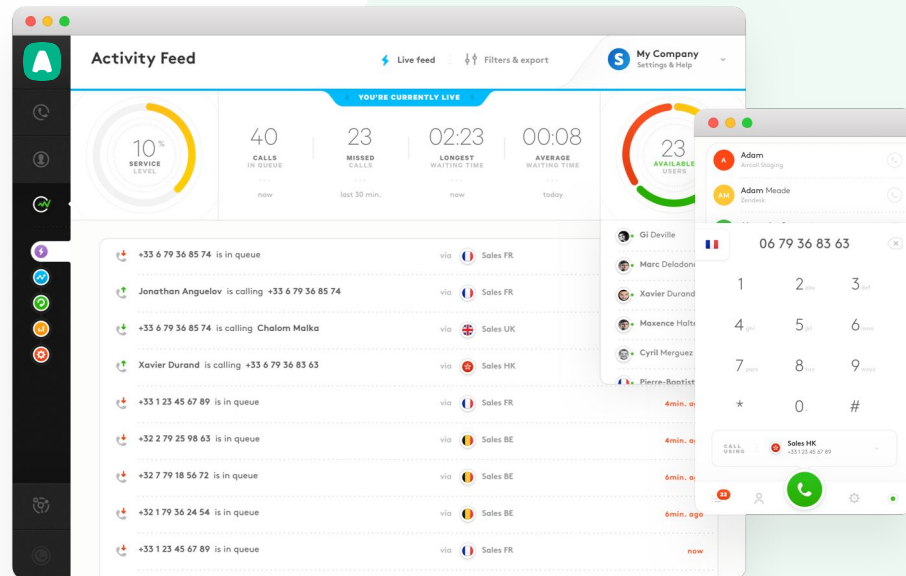 Activity Feed
Live feed
Filters & export
S
My Company
Settings & Help
YOU'RE CURRENTLY LIVE
10%
SERVICE
LEVEL
40
CALLS
IN QUEUE
now
23
MISSED
CALLS
last 30 min.
02:23
LONGEST
WAITING TIME
now
00:08
AVERAGE
WAITING TIME
today
23
AVAILABLE
USERS
+33 6 79 36 85 74 is in queue via Sales FR
Jonathan Anguelov is calling +33 6 79 36 85 74 via Sales FR
+33 6 79 36 85 74 is calling Chalom Malka via Sales UK
Xavier Durand is calling +33 6 79 36 83 63 via Sales HK
+33 1 23 45 67 89 is in queue via Sales FR 4min.
+32 2 79 25 98 63 is in queue via Sales BE 4min.
+32 7 79 18 56 72 is in queue via Sales BE 6min.
+32 1 79 36 24 54 is in queue via Sales BE 6min. ago
+33 1 23 45 67 89 is in queue via Sales FR now
Gi Deville
Marc
Xavier Durand
Maxence
Cyril Merguez
Pierre-Baptist
A
Adam
Aircall Staging
AM
Adam Meade
Zendesk
06 79 36 83 63
1 2 3
4 ghi 5 6
7 8 9
* 0 #
CALL
USING
Sales HK
+33 1 23 45 67 89
23